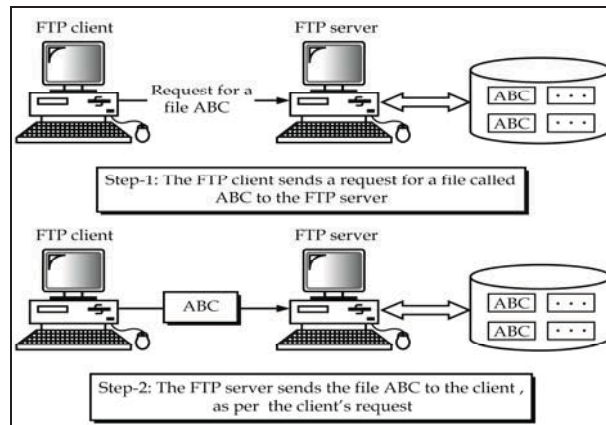 FTP client FTP server
Request for a
file ABC
ABC . . .
ABC . . .
Step-1: The FTP client sends a request for a file called
ABC to the FTP server
FTP client FTP server
ABC
ABC . . .
ABC . . .
Step-2: The FTP server sends the file ABC to the client ,
as per the client's request